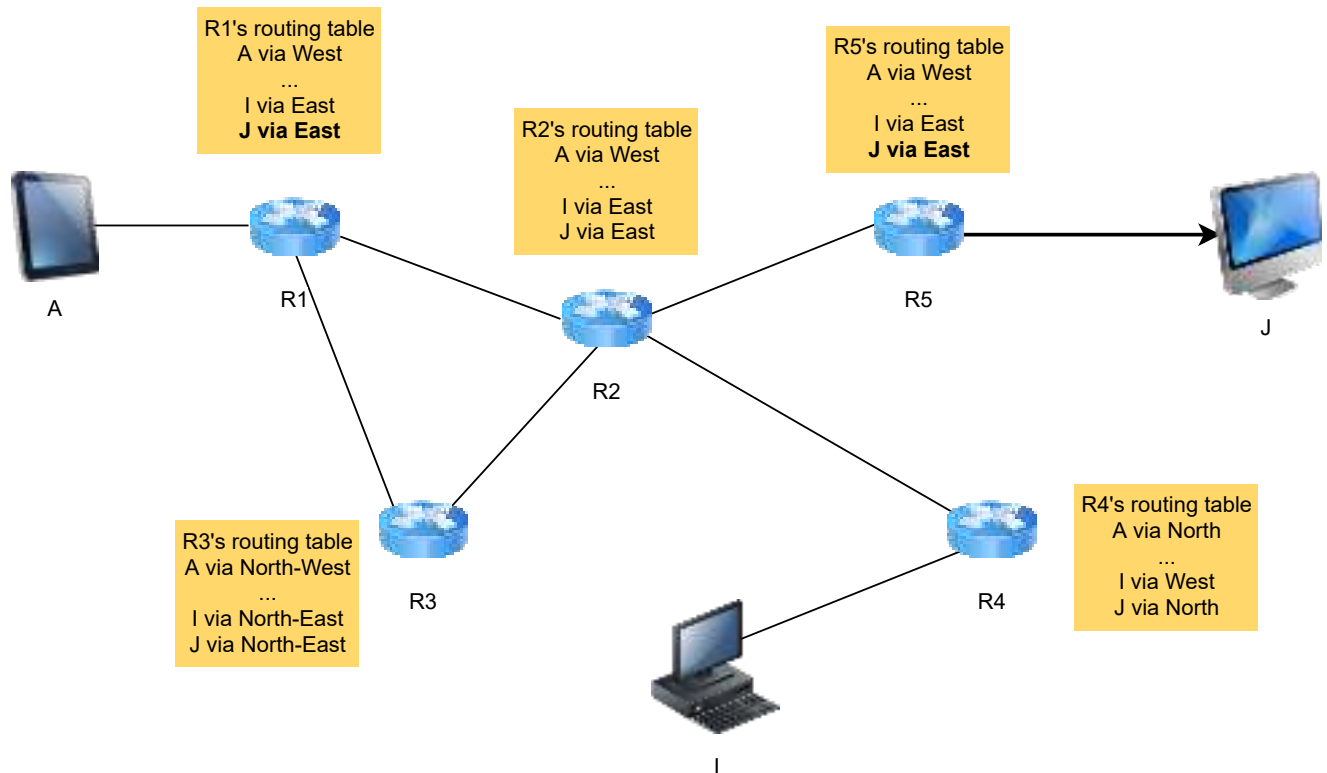 R1's routing table
A via West
...
I via East
J via East
R5's routing table
A via West
...
I via East
J via East
R2's routing table
A via West
...
I via East
J via East
A
R1
R5
J
R2
R3's routing table
A via North-West
...
I via North-East
J via North-East
R3
R4
R4's routing table
A via North
...
I via West
J via North
I